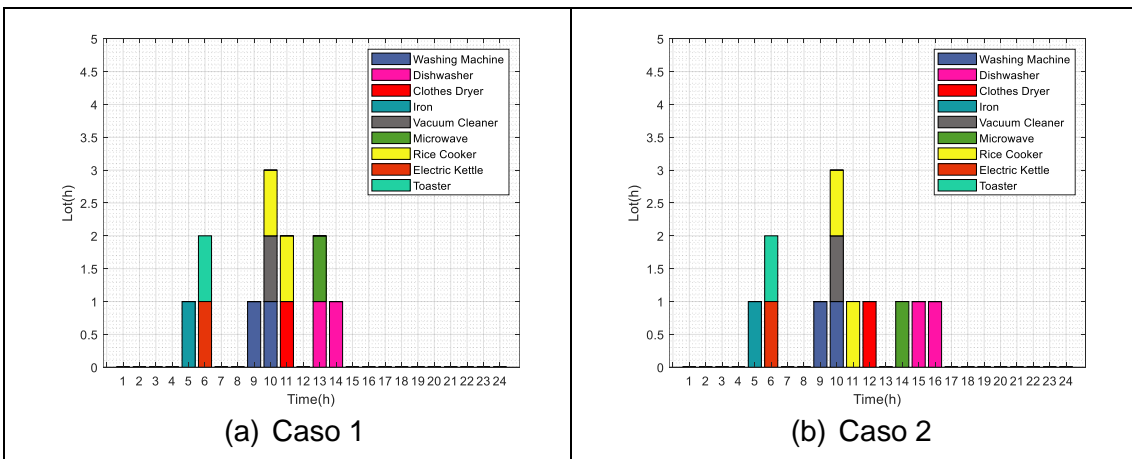 5
4.5
4
3.5
3
2.5
2
1.5
1
0.5
0
Lot(h)
Washing Machine
Dishwasher
Clothes Dryer
Iron
Vacuum Cleaner
Microwave
Rice Cooker
Electric Kettle
Toaster
1 2 3 4 5 6 7 8 9 10 11 12 13 14 15 16 17 18 19 20 21 22 23 24
Time(h)
(a) Caso 1
5
4.5
4
3.5
3
2.5
2
1.5
1
0.5
0
Lot(h)
Washing Machine
Dishwasher
Clothes Dryer
Iron
Vacuum Cleaner
Microwave
Rice Cooker
Electric Kettle
Toaster
1 2 3 4 5 6 7 8 9 10 11 12 13 14 15 16 17 18 19 20 21 22 23 24
Time(h)
(b) Caso 2